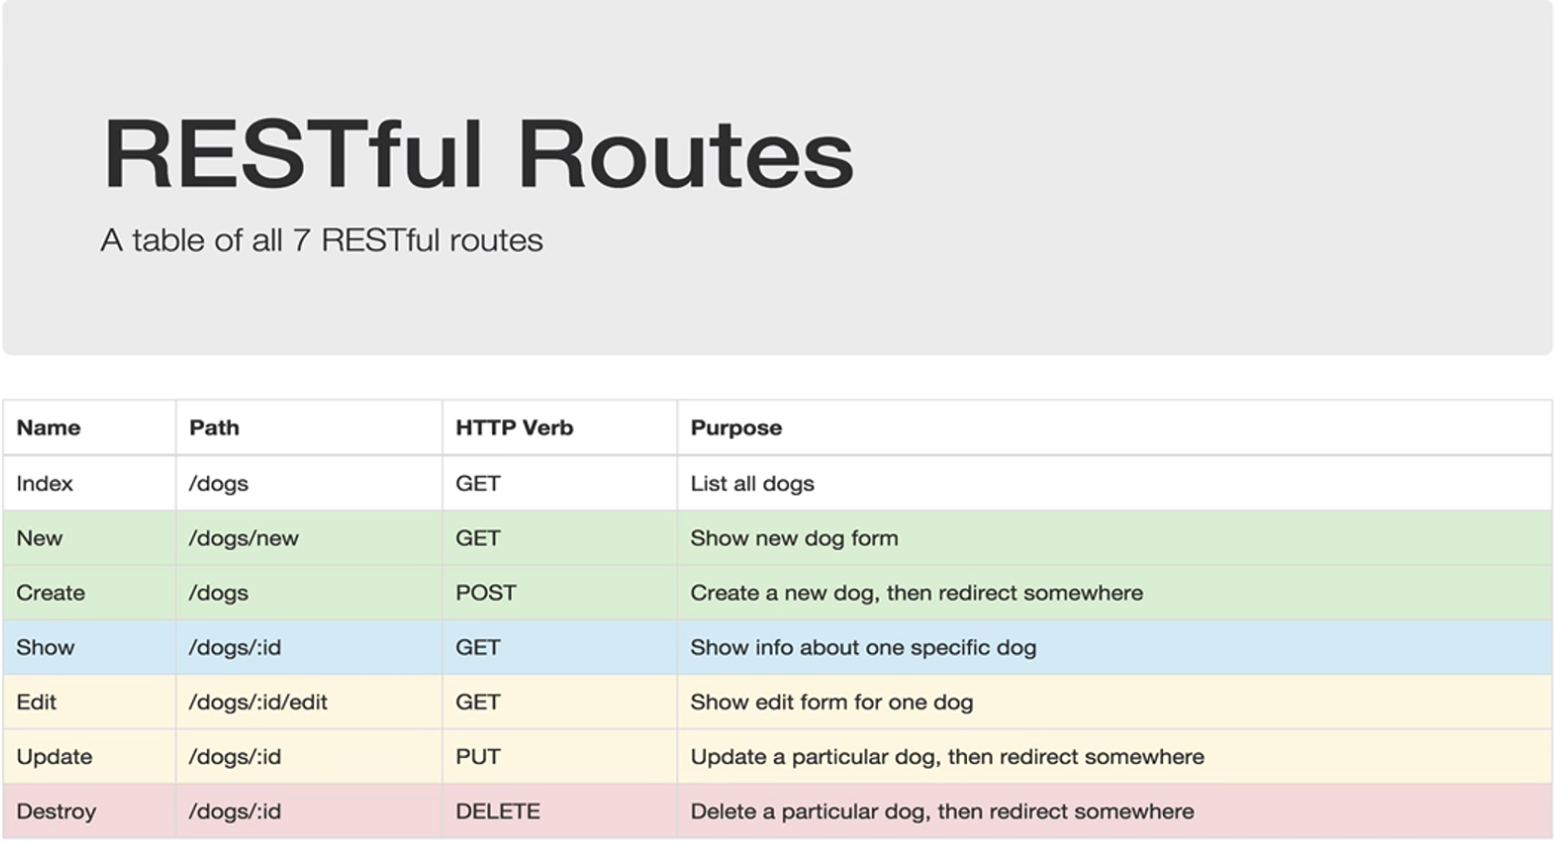 RESTful Routes
A table of all 7 RESTful routes
Name Path HTTP Verb Purpose
Index /dogs GET List all dogs
New /dogs/new GET Show new dog form
Create /dogs POST Create a new dog, then redirect somewhere
Show /dogs/:id GET Show info about one specific dog
Edit /dogs/:id/edit GET Show edit form for one dog
Update /dogs/:id PUT Update a particular dog, then redirect somewhere
Destroy /dogs/:id DELETE Delete a particular dog, then redirect somewhere